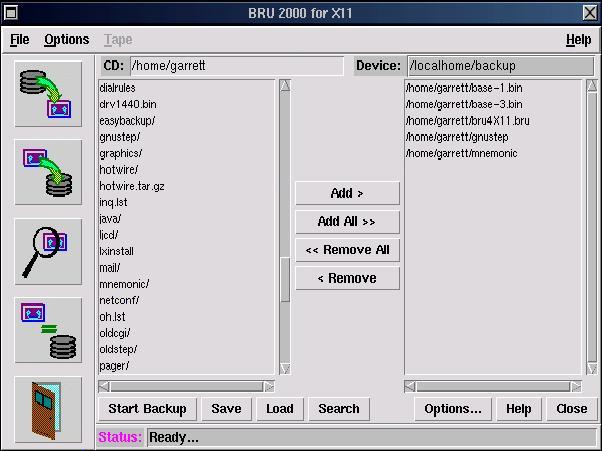 BRU 2000 for X11
File Options Tape Help
CD: /home/garrett Device: /localhome/backup
dialrules
drv1440.bin
easybackup/
gnustep/
graphics/
hotwire/
hotwire.tar.gz
inq.lst
java/
ljcd/
lxinstall
mail/
mnemonic/
netconf/
oh.lst
oldcgi/
oldstep/
pager/
Add >
Add All >>
<< Remove All
< Remove
/home/garrett/base-1.bin
/home/garrett/base-3.bin
/home/garrett/bru4X11.bru
/home/garrett/gnustep
/home/garrett/mnemonic
Start Backup Save Load Search Options... Help Close
Status: Ready...